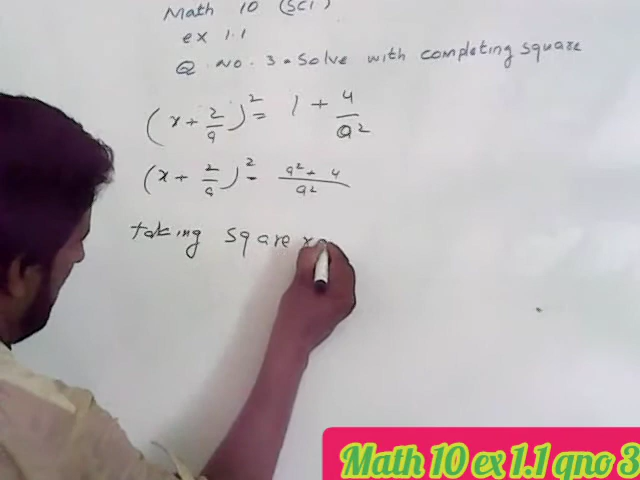 Math 10 (Sci)
ex 1.1
Q. no. 3. Solve with completing square
(x + 2/a)² = 1 + 4/a²
(x + 2/a)² = a² + 4/a²
taking square
Math 10 ex 1.1 qno 3